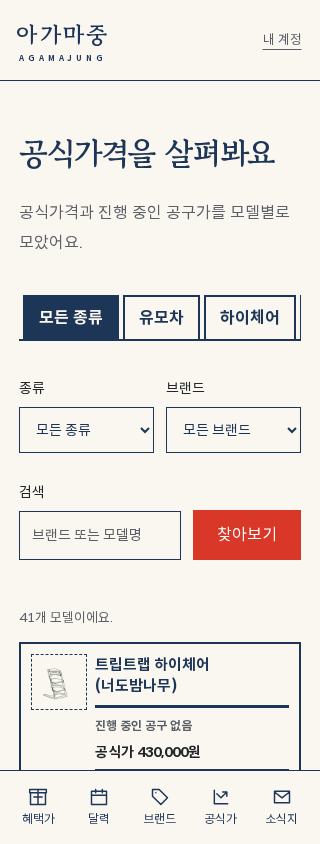 아가마중
AGAMAJUNG
내 계정
공식가격을 살펴봐요
공식가격과 진행 중인 공구가를 모델별로
모았어요.
모든 종류 유모차 하이체어
종류 브랜드
모든 종류 모든 브랜드
검색
브랜드 또는 모델명 찾아보기
41개 모델이에요.
트립트랩 하이체어
(너도밤나무)
진행 중인 공구 없음
공식가 430,000원
혜택가 달력 브랜드 공식가 소식지